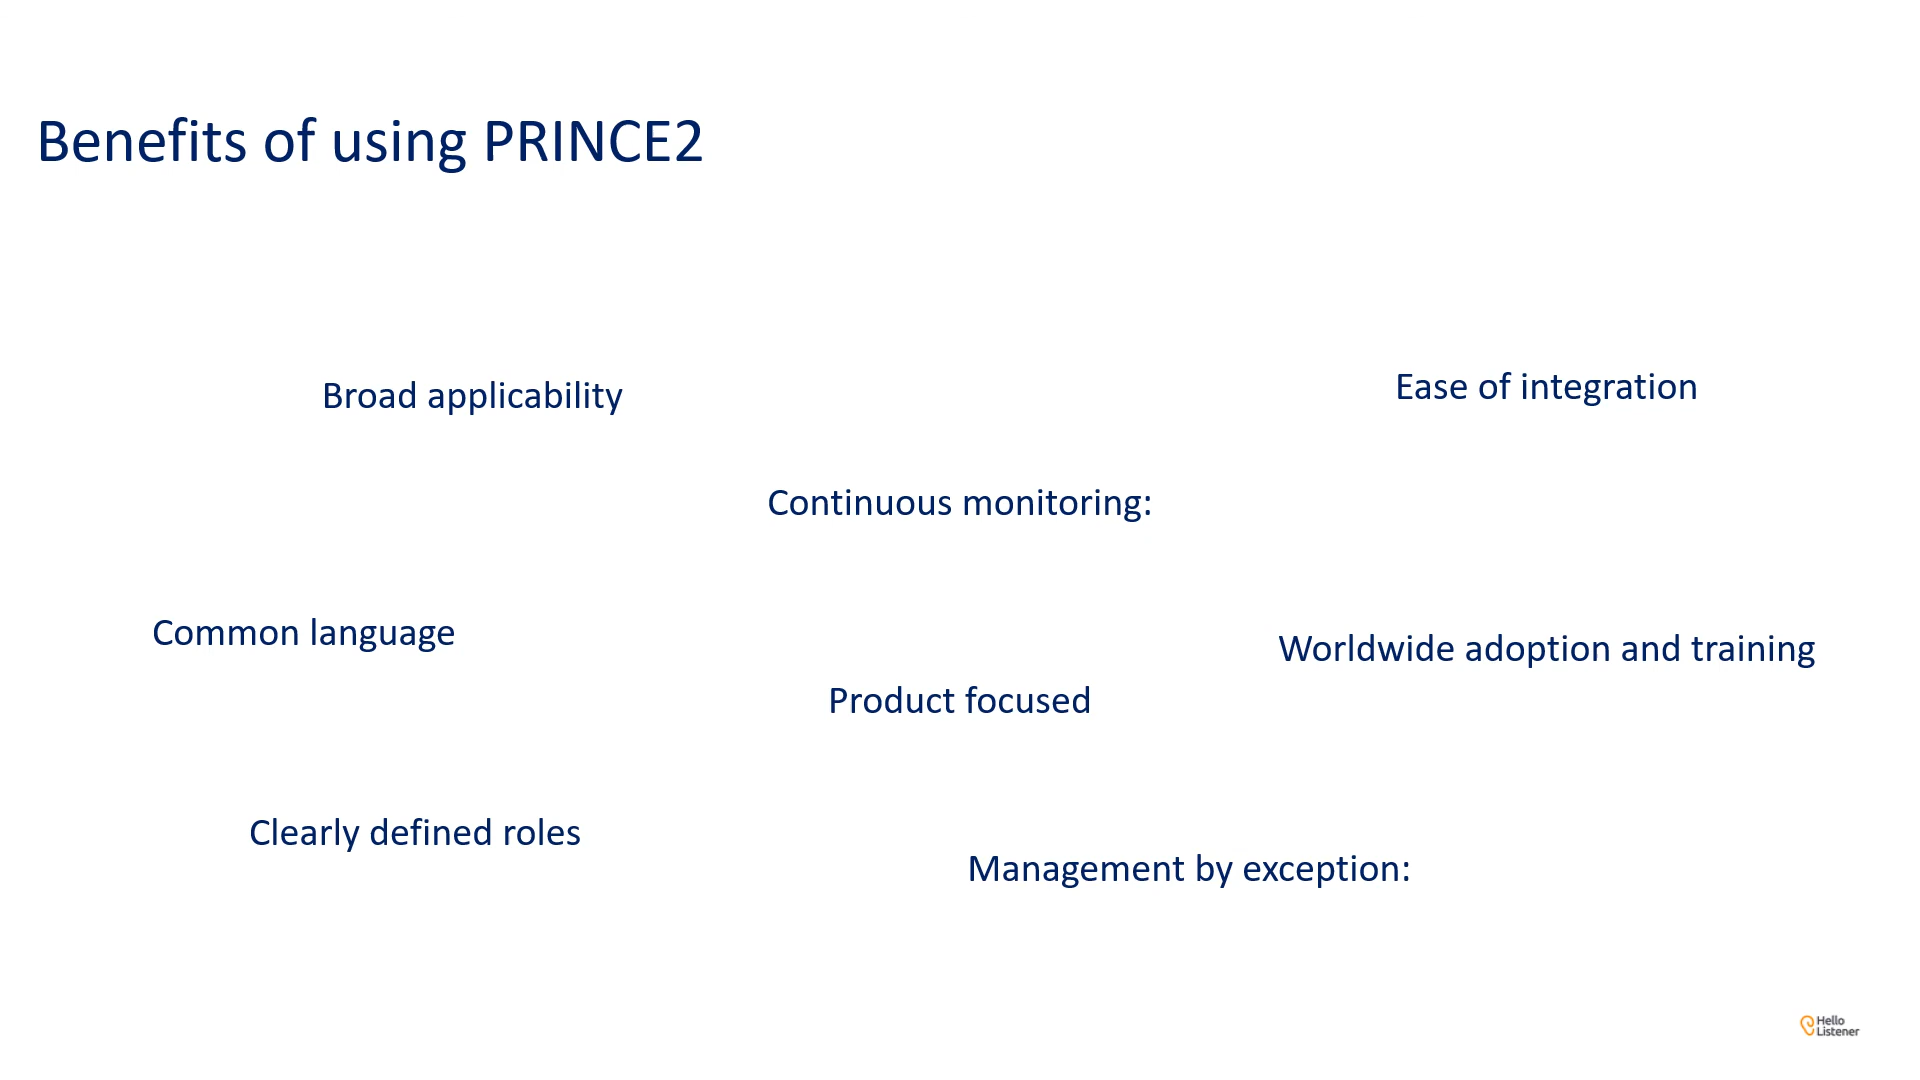 Benefits of using PRINCE2
Broad applicability
Ease of integration
Continuous monitoring:
Common language
Worldwide adoption and training
Product focused
Clearly defined roles
Management by exception:
Hello
Listener